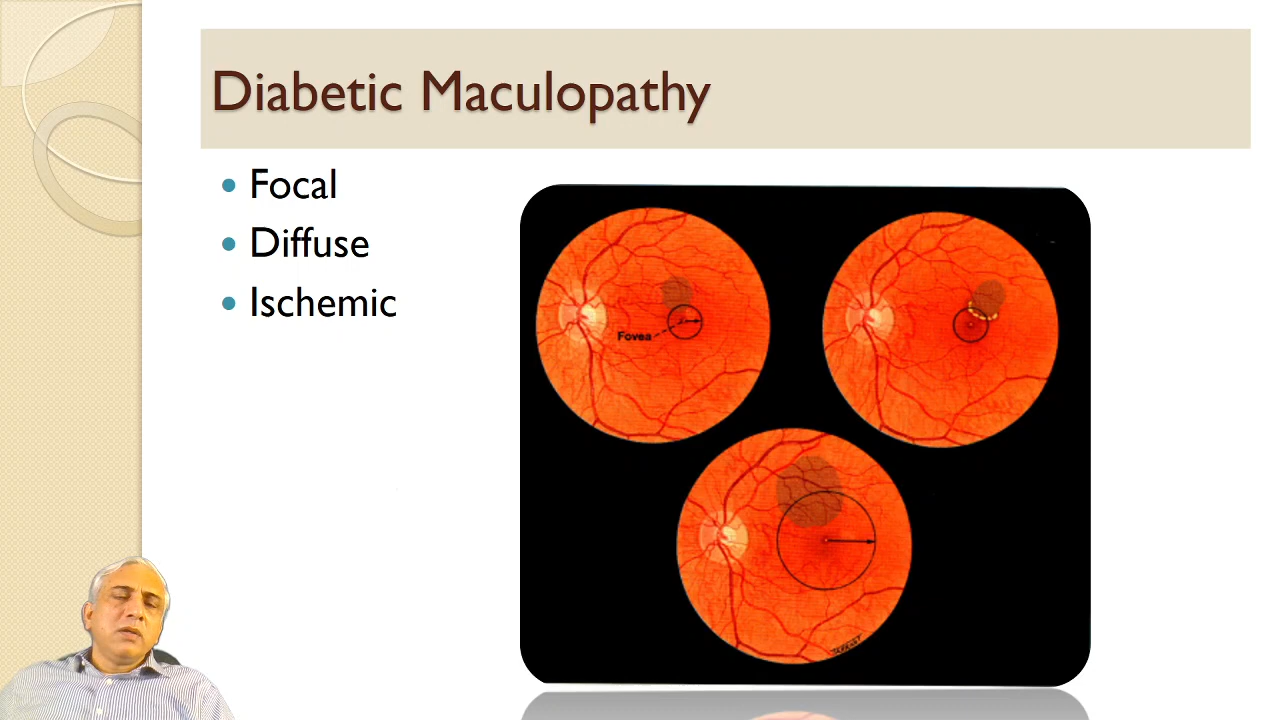 Diabetic Maculopathy
Focal
Diffuse
Ischemic
Fovea